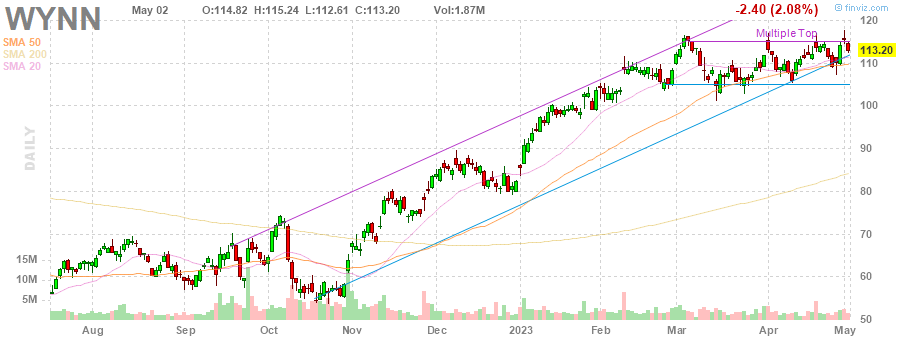 WYNN May 02 O:114.82 H:115.24 L:112.61 C:113.20 Vol:1.87M -2.40 (2.08%) finviz.com
SMA 50
SMA 200
SMA 20
Multiple Top
120
113.20
110
100
90
80
70
60
50
DAILY
15M
10M
5M
Aug Sep Oct Nov Dec 2023 Feb Mar Apr May